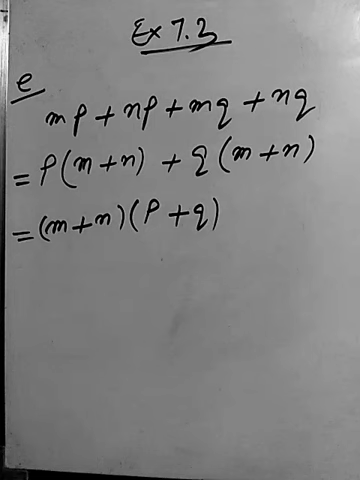 Ex 7.3
e
mp + np + mq + nq
= p(m+n) + q(m+n)
= (m+n)(p+q)